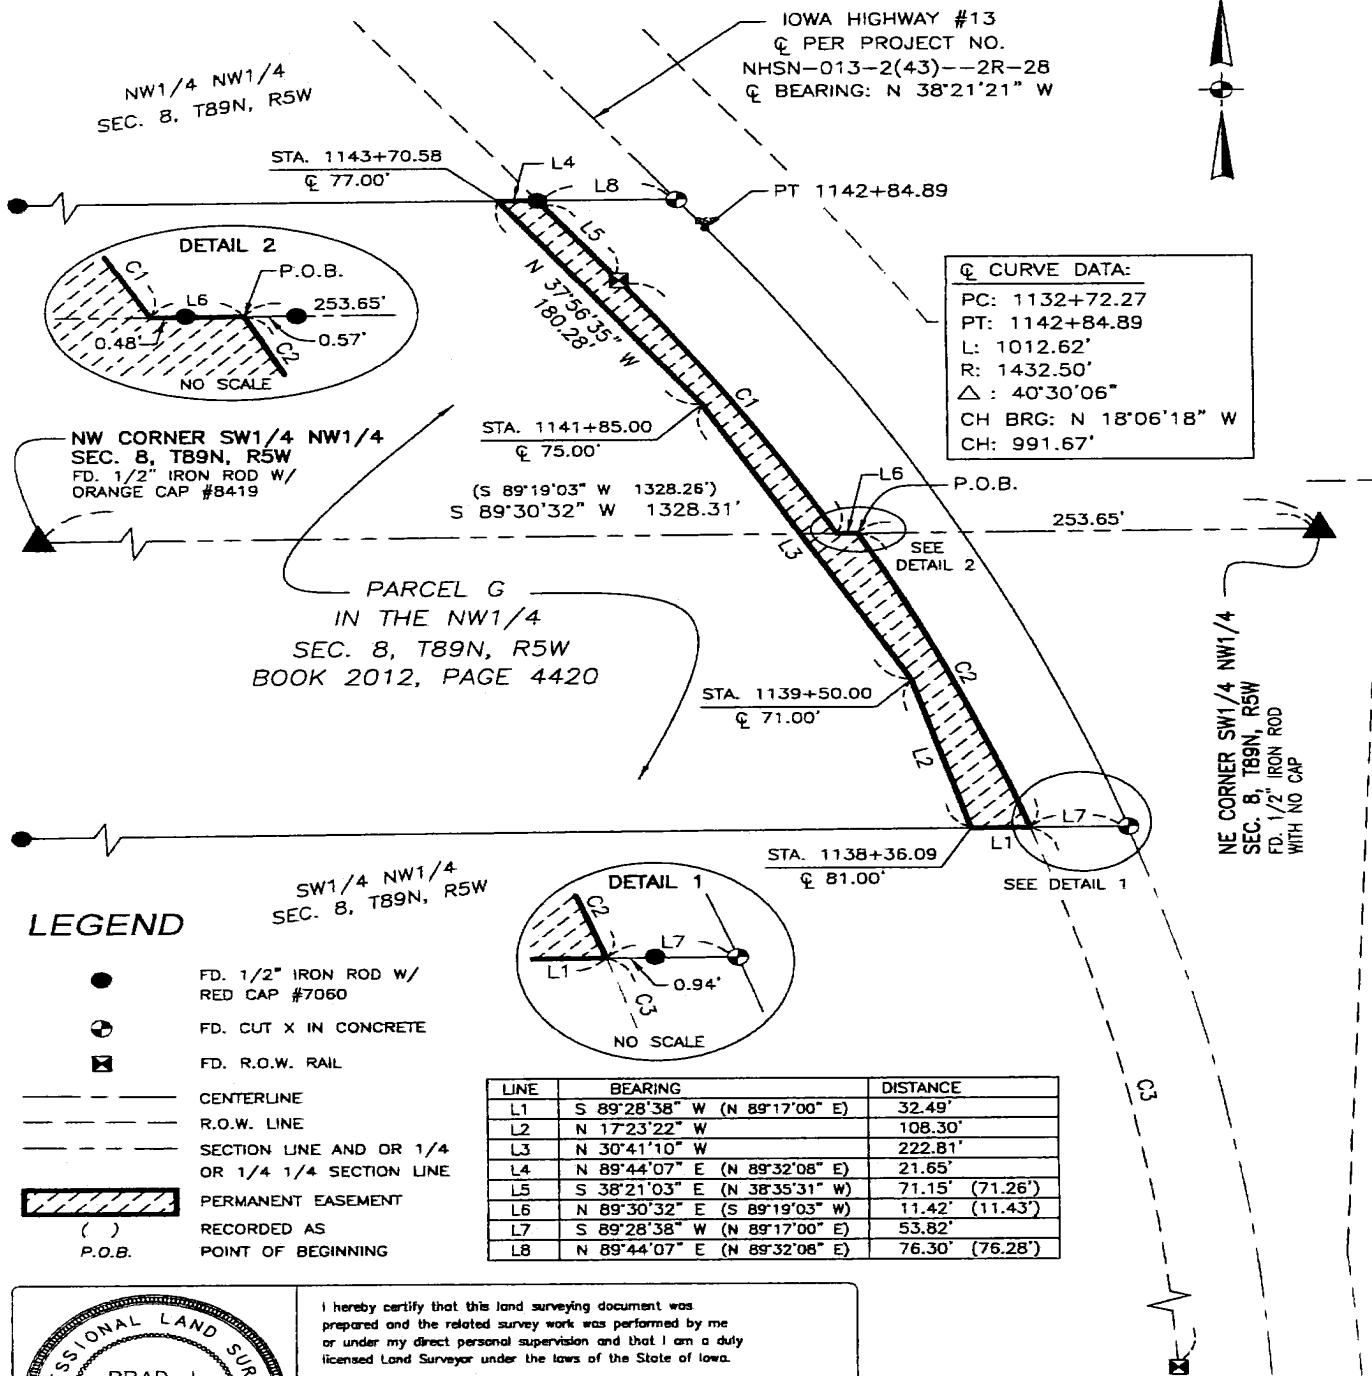 IOWA HIGHWAY #13
℄ PER PROJECT NO.
NHSN-013-2(43)--2R-28
℄ BEARING: N 38°21'21" W
NW1/4 NW1/4
SEC. 8, T89N, R5W
STA. 1143+70.58
℄ 77.00'
L4
L8
PT 1142+84.89
L5
DETAIL 2
C1
P.O.B.
L6
253.65'
0.48'
0.57'
C2
NO SCALE
N 37°56'35" W
180.28'
℄ CURVE DATA:
PC: 1132+72.27
PT: 1142+84.89
L: 1012.62'
R: 1432.50'
△ : 40°30'06"
CH BRG: N 18°06'18" W
CH: 991.67'
C1
NW CORNER SW1/4 NW1/4
SEC. 8, T89N, R5W
FD. 1/2" IRON ROD W/
ORANGE CAP #8419
STA. 1141+85.00
℄ 75.00'
(S 89°19'03" W 1328.26')
S 89°30'32" W 1328.31'
L6
P.O.B.
253.65'
L3
SEE
DETAIL 2
PARCEL G
IN THE NW1/4
SEC. 8, T89N, R5W
BOOK 2012, PAGE 4420
STA. 1139+50.00
℄ 71.00'
C2
L2
NE CORNER SW1/4 NW1/4
SEC. 8, T89N, R5W
FD. 1/2" IRON ROD
WITH NO CAP
L7
L1
STA. 1138+36.09
℄ 81.00'
SEE DETAIL 1
SW1/4 NW1/4
SEC. 8, T89N, R5W
DETAIL 1
C2
L7
L1
0.94'
C3
NO SCALE
C3
LEGEND
FD. 1/2" IRON ROD W/
RED CAP #7060
FD. CUT X IN CONCRETE
FD. R.O.W. RAIL
CENTERLINE
R.O.W. LINE
SECTION LINE AND OR 1/4
OR 1/4 1/4 SECTION LINE
PERMANENT EASEMENT
( ) RECORDED AS
P.O.B. POINT OF BEGINNING
LINE BEARING DISTANCE
L1 S 89°28'38" W (N 89°17'00" E) 32.49'
L2 N 17°23'22" W 108.30'
L3 N 30°41'10" W 222.81'
L4 N 89°44'07" E (N 89°32'08" E) 21.65'
L5 S 38°21'03" E (N 38°35'31" W) 71.15' (71.26')
L6 N 89°30'32" E (S 89°19'03" W) 11.42' (11.43')
L7 S 89°28'38" W (N 89°17'00" E) 53.82'
L8 N 89°44'07" E (N 89°32'08" E) 76.30' (76.28')
I hereby certify that this land surveying document was
prepared and the related survey work was performed by me
or under my direct personal supervision and that I am a duly
licensed Land Surveyor under the laws of the State of Iowa.
LAND